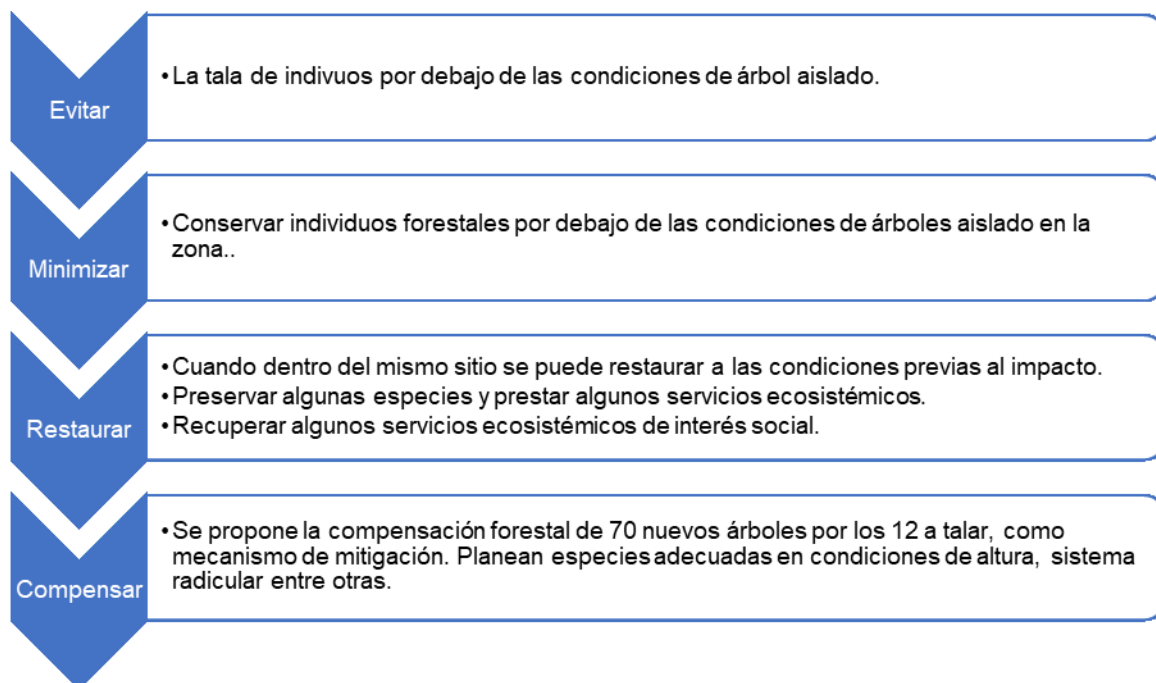 Evitar
•La tala de indivuos por debajo de las condiciones de árbol aislado.
Minimizar
•Conservar individuos forestales por debajo de las condiciones de árboles aislado en la
zona..
Restaurar
•Cuando dentro del mismo sitio se puede restaurar a las condiciones previas al impacto.
•Preservar algunas especies y prestar algunos servicios ecosistémicos.
•Recuperar algunos servicios ecosistémicos de interés social.
Compensar
•Se propone la compensación forestal de 70 nuevos árboles por los 12 a talar, como
mecanismo de mitigación. Planean especies adecuadas en condiciones de altura, sistema
radicular entre otras.